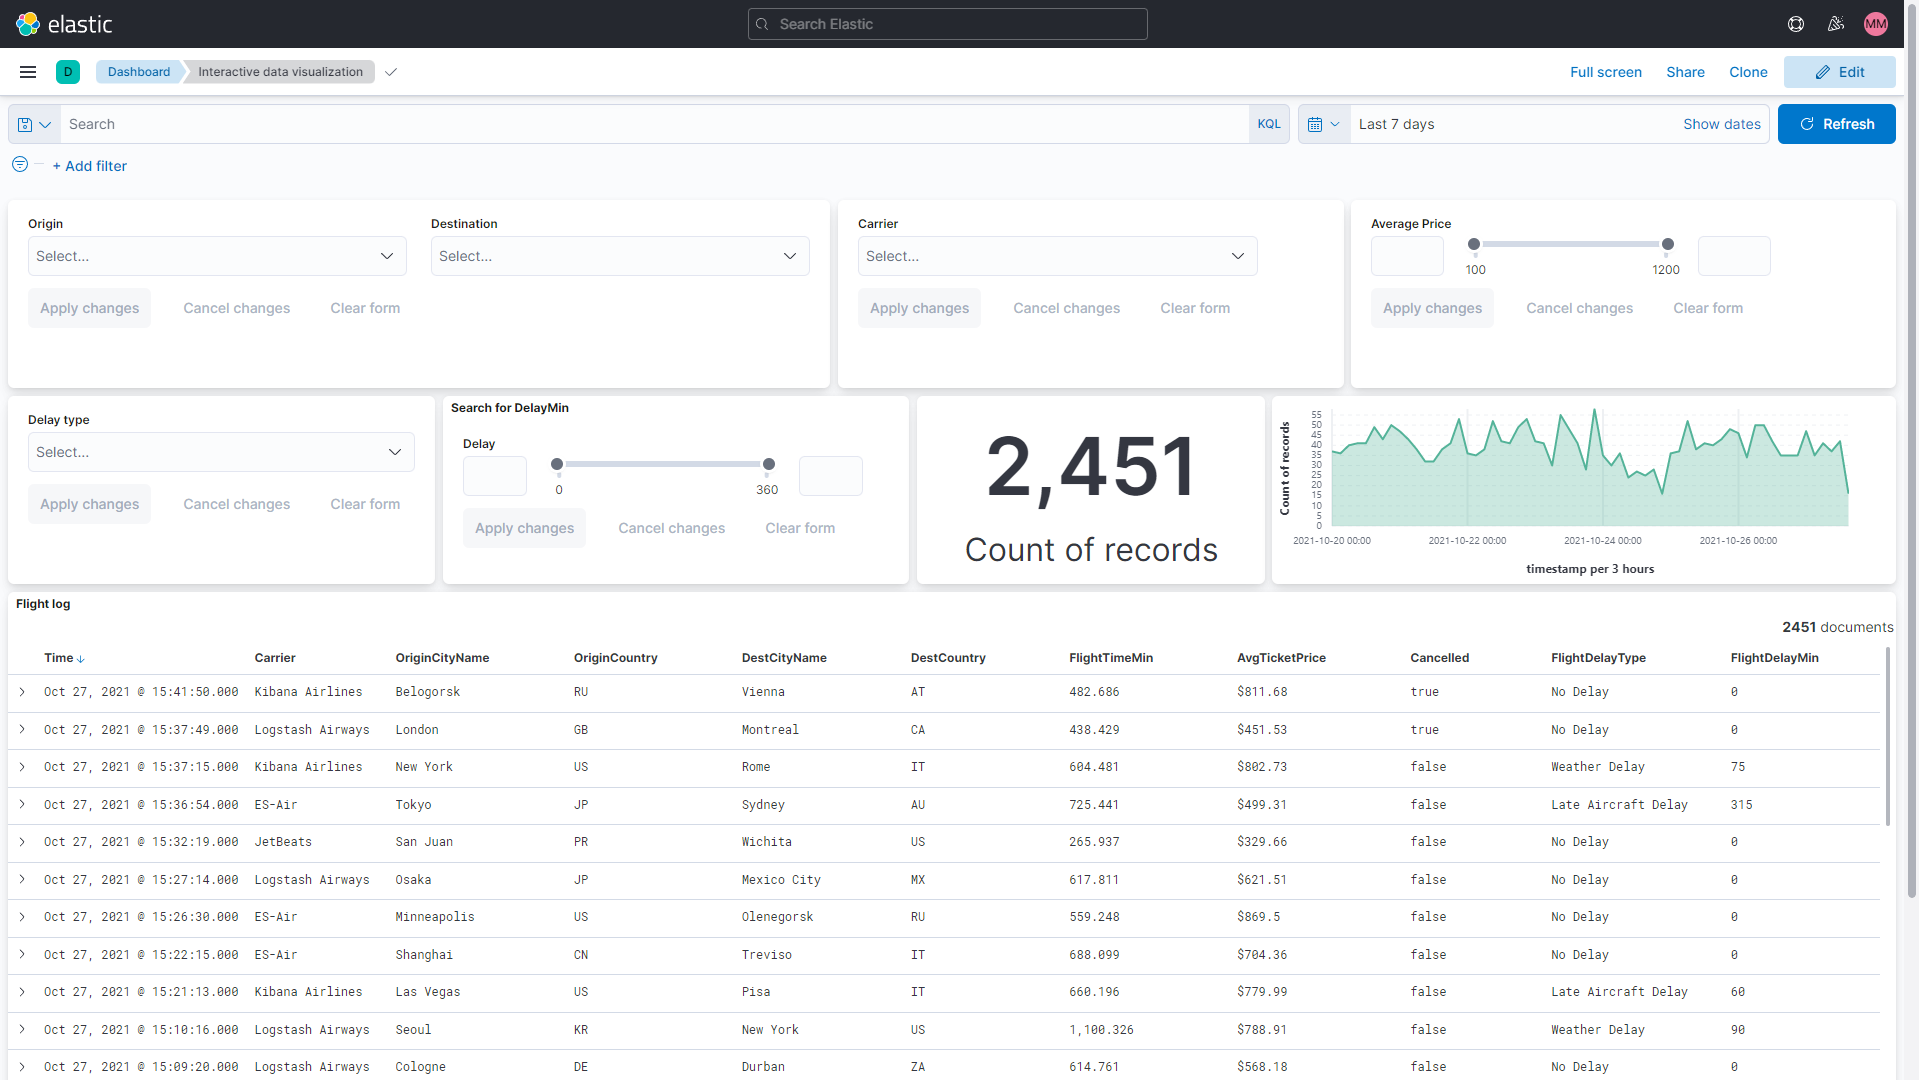 elastic
Search Elastic
MM
D
Dashboard
Interactive data visualization
Full screen
Share
Clone
Edit
Search
KQL
Last 7 days
Show dates
Refresh
+ Add filter
Origin
Select...
Destination
Select...
Apply changes
Cancel changes
Clear form
Carrier
Select...
Apply changes
Cancel changes
Clear form
Average Price
100
1200
Apply changes
Cancel changes
Clear form
Delay type
Select...
Apply changes
Cancel changes
Clear form
Search for DelayMin
Delay
0
360
Apply changes
Cancel changes
Clear form
2,451
Count of records
Count of records
55
50
45
40
35
30
25
20
15
10
5
0
2021-10-20 00:00
2021-10-22 00:00
2021-10-24 00:00
2021-10-26 00:00
timestamp per 3 hours
Flight log
2451 documents
Time Carrier OriginCityName OriginCountry DestCityName DestCountry FlightTimeMin AvgTicketPrice Cancelled FlightDelayType FlightDelayMin
Oct 27, 2021 @ 15:41:50.000 Kibana Airlines Belogorsk RU Vienna AT 482.686 $811.68 true No Delay 0
Oct 27, 2021 @ 15:37:49.000 Logstash Airways London GB Montreal CA 438.429 $451.53 true No Delay 0
Oct 27, 2021 @ 15:37:15.000 Kibana Airlines New York US Rome IT 604.481 $802.73 false Weather Delay 75
Oct 27, 2021 @ 15:36:54.000 ES-Air Tokyo JP Sydney AU 725.441 $499.31 false Late Aircraft Delay 315
Oct 27, 2021 @ 15:32:19.000 JetBeats San Juan PR Wichita US 265.937 $329.66 false No Delay 0
Oct 27, 2021 @ 15:27:14.000 Logstash Airways Osaka JP Mexico City MX 617.811 $621.51 false No Delay 0
Oct 27, 2021 @ 15:26:30.000 ES-Air Minneapolis US Olenegorsk RU 559.248 $869.5 false No Delay 0
Oct 27, 2021 @ 15:22:15.000 ES-Air Shanghai CN Treviso IT 688.099 $704.36 false No Delay 0
Oct 27, 2021 @ 15:21:13.000 Kibana Airlines Las Vegas US Pisa IT 660.196 $779.99 false Late Aircraft Delay 60
Oct 27, 2021 @ 15:10:16.000 Logstash Airways Seoul KR New York US 1,100.326 $788.91 false Weather Delay 90
Oct 27, 2021 @ 15:09:20.000 Logstash Airways Cologne DE Durban ZA 614.761 $568.18 false No Delay 0